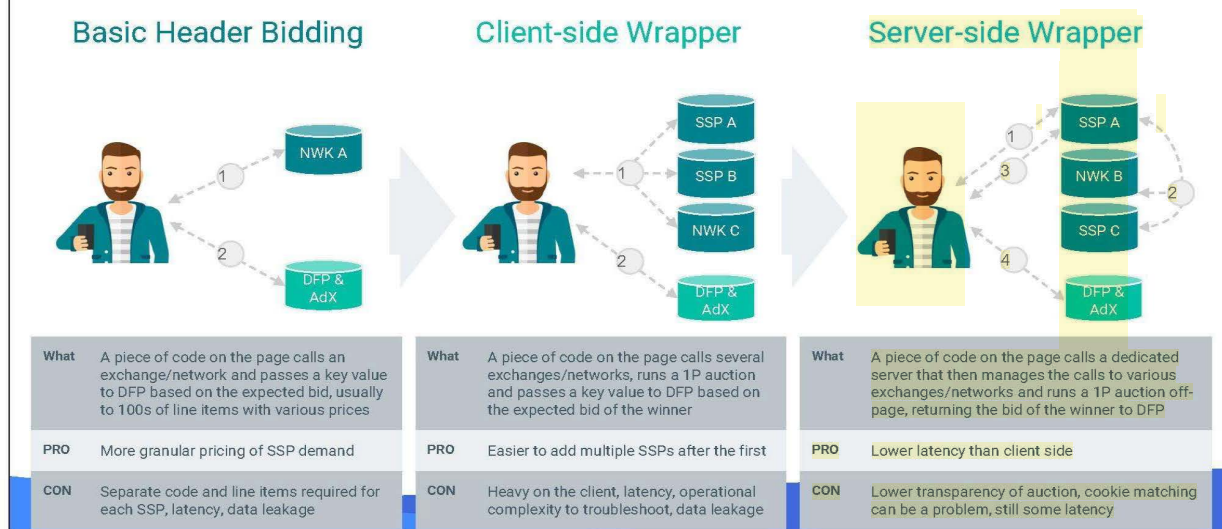 Basic Header Bidding
NWK A
1
2
DFP &
AdX
What
A piece of code on the page calls an
exchange/network and passes a key value
to DFP based on the expected bid, usually
to 100s of line items with various prices
PRO
More granular pricing of SSP demand
CON
Separate code and line items required for
each SSP, latency, data leakage
Client-side Wrapper
SSP A
1
SSP B
NWK C
2
DFP &
AdX
What
A piece of code on the page calls several
exchanges/networks, runs a 1P auction
and passes a key value to DFP based on
the expected bid of the winner
PRO
Easier to add multiple SSPs after the first
CON
Heavy on the client, latency, operational
complexity to troubleshoot, data leakage
Server-side Wrapper
SSP A
1
3
NWK B
2
SSP C
4
DFP &
AdX
What
A piece of code on the page calls a dedicated
server that then manages the calls to various
exchanges/networks and runs a 1P auction off-
page, returning the bid of the winner to DFP
PRO
Lower latency than client side
CON
Lower transparency of auction, cookie matching
can be a problem, still some latency